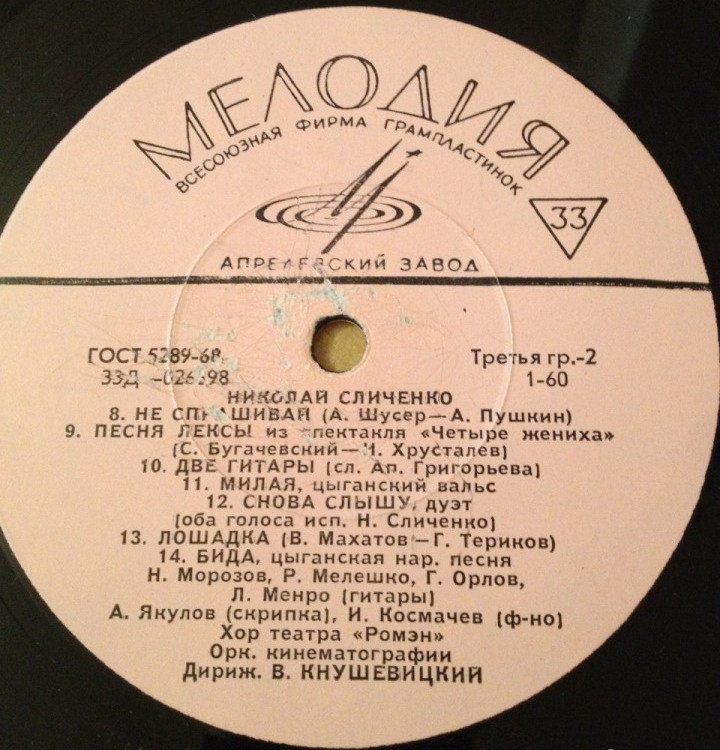 МЕЛОДИЯ
ВСЕСОЮЗНАЯ ФИРМА ГРАМПЛАСТИНОК
33
АПРЕЛЕВСКИЙ ЗАВОД
ГОСТ 5289-68 Третья гр.-2
33Д-026698 1-60
НИКОЛАЙ СЛИЧЕНКО
8. НЕ СПРАШИВАЙ (А. Шусер—А. Пушкин)
9. ПЕСНЯ ЛЕКСЫ из спектакля «Четыре жениха»
(С. Бугачевский—И. Хрусталев)
10. ДВЕ ГИТАРЫ (сл. Ап. Григорьева)
11. МИЛАЯ, цыганский вальс
12. СНОВА СЛЫШУ, дуэт
(оба голоса исп. Н. Сличенко)
13. ЛОШАДКА (В. Махатов—Г. Териков)
14. БИДА, цыганская нар. песня
Н. Морозов, Р. Мелешко, Г. Орлов,
Л. Менро (гитары)
А. Якулов (скрипка), И. Космачев (ф-но)
Хор театра «Ромэн»
Орк. кинематографии
Дириж. В. КНУШЕВИЦКИЙ